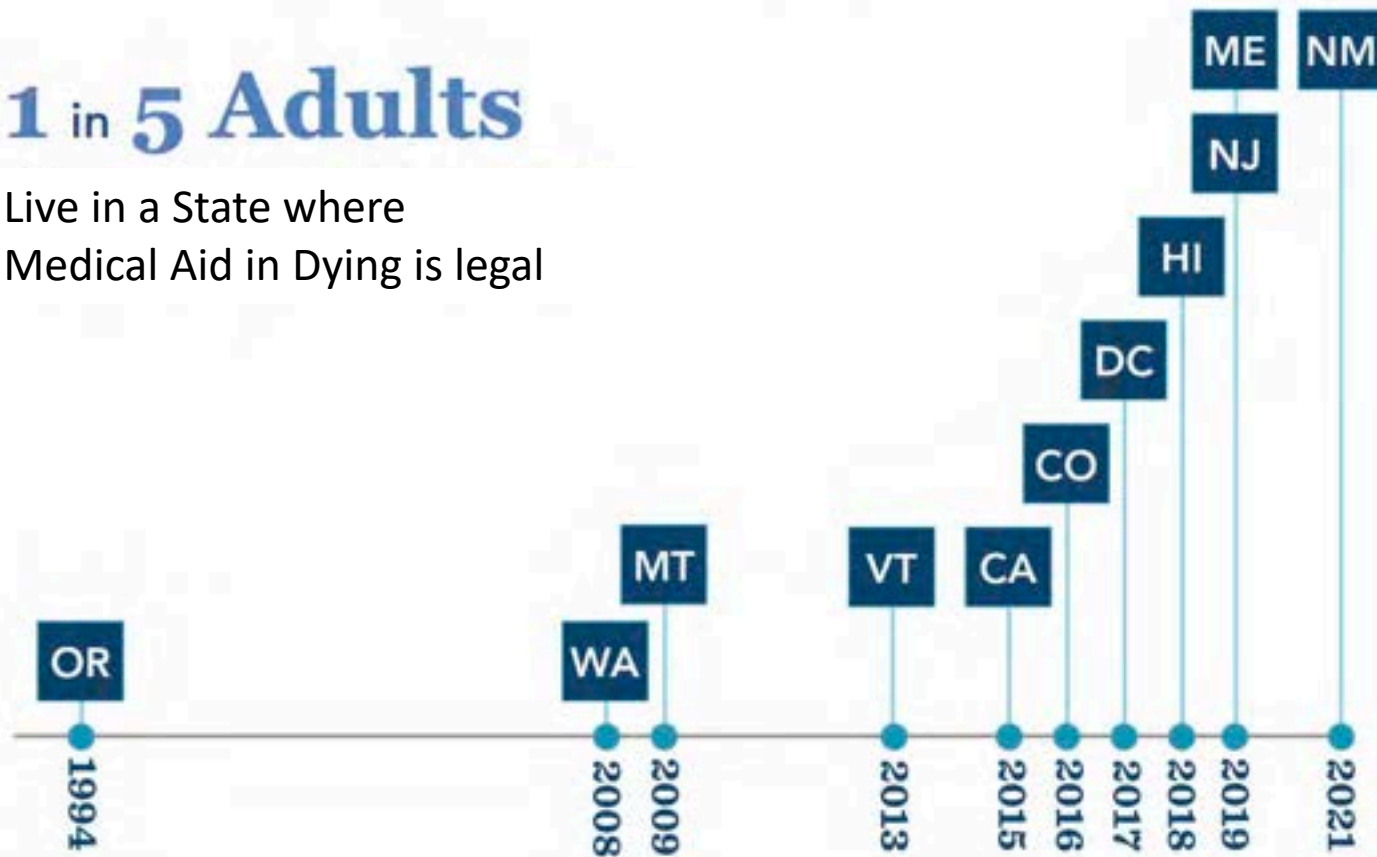 1 in 5 Adults
Live in a State where
Medical Aid in Dying is legal
ME NM
NJ
HI
DC
CO
MT VT CA
OR WA
1994 2008 2009 2013 2015 2016 2017 2018 2019 2021